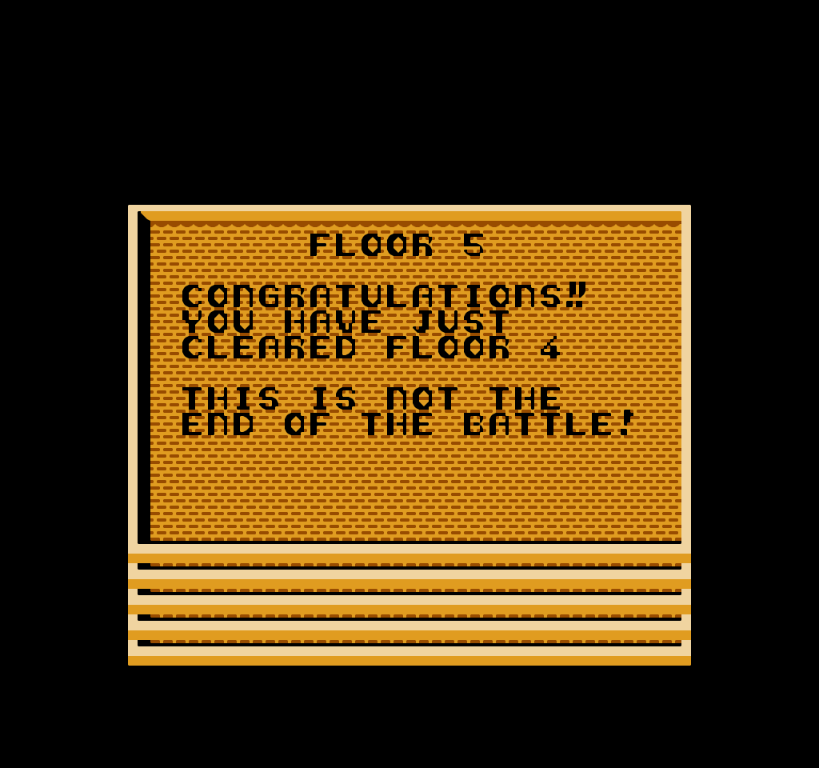 FLOOR 5
CONGRATULATIONS!!
YOU HAVE JUST
CLEARED FLOOR 4
THIS IS NOT THE
END OF THE BATTLE!